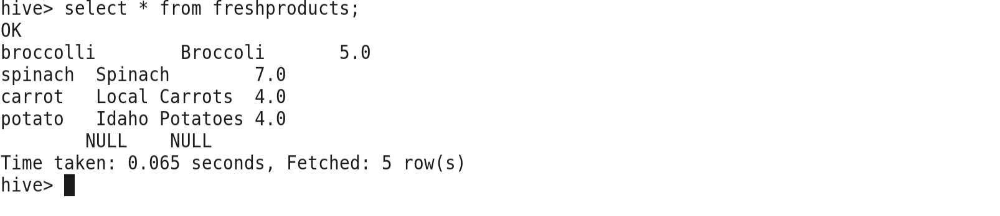 hive> select * from freshproducts;
OK
broccolli        Broccoli       5.0
spinach  Spinach        7.0
carrot   Local Carrots  4.0
potato   Idaho Potatoes 4.0
        NULL    NULL
Time taken: 0.065 seconds, Fetched: 5 row(s)
hive>